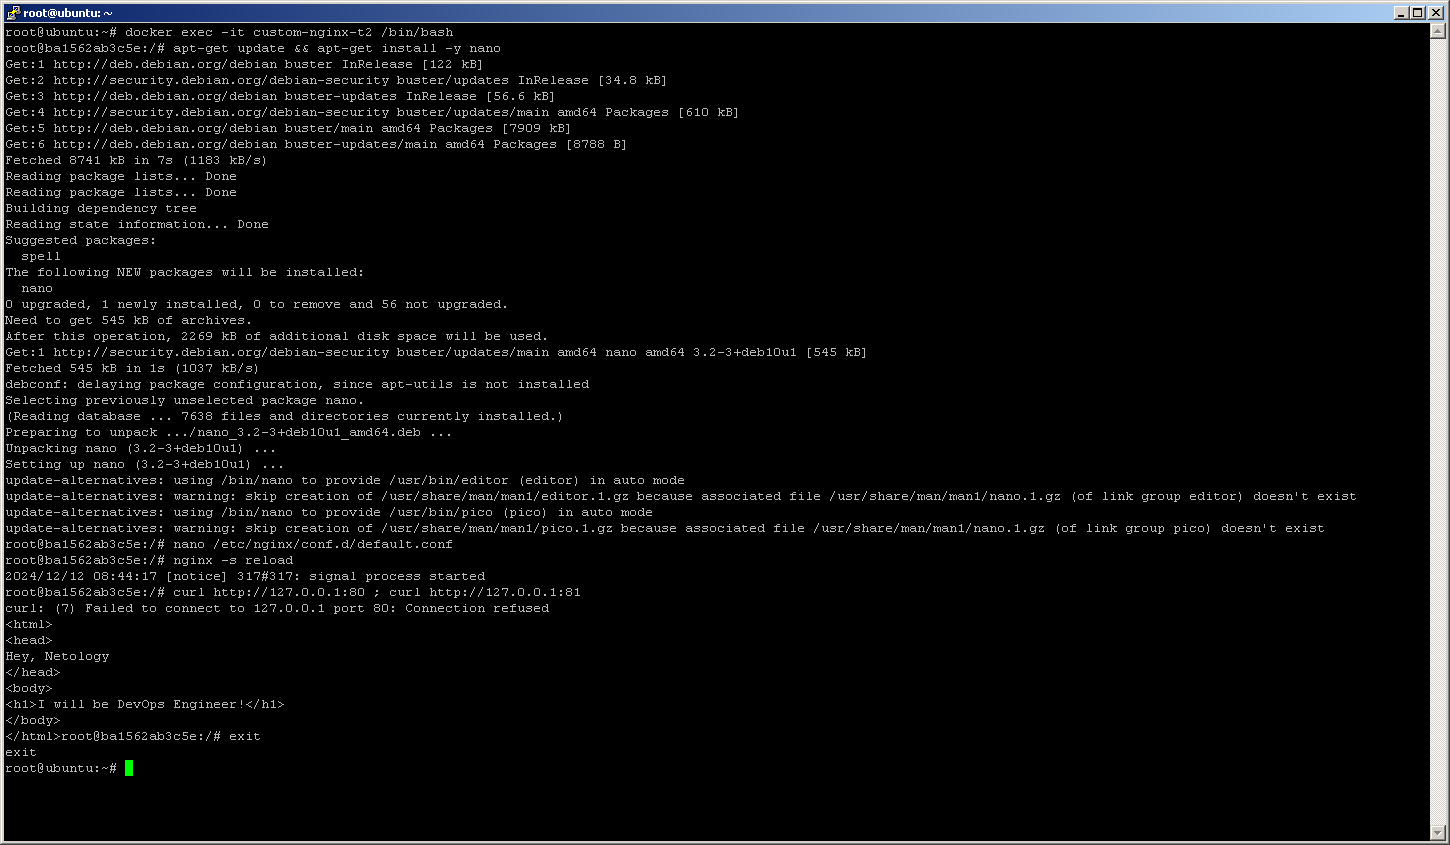 root@ubuntu: ~
root@ubuntu:~# docker exec -it custom-nginx-t2 /bin/bash
root@ba1562ab3c5e:/# apt-get update && apt-get install -y nano
Get:1 http://deb.debian.org/debian buster InRelease [122 kB]
Get:2 http://security.debian.org/debian-security buster/updates InRelease [34.8 kB]
Get:3 http://deb.debian.org/debian buster-updates InRelease [56.6 kB]
Get:4 http://security.debian.org/debian-security buster/updates/main amd64 Packages [610 kB]
Get:5 http://deb.debian.org/debian buster/main amd64 Packages [7909 kB]
Get:6 http://deb.debian.org/debian buster-updates/main amd64 Packages [8788 B]
Fetched 8741 kB in 7s (1183 kB/s)
Reading package lists... Done
Reading package lists... Done
Building dependency tree
Reading state information... Done
Suggested packages:
  spell
The following NEW packages will be installed:
  nano
0 upgraded, 1 newly installed, 0 to remove and 56 not upgraded.
Need to get 545 kB of archives.
After this operation, 2269 kB of additional disk space will be used.
Get:1 http://security.debian.org/debian-security buster/updates/main amd64 nano amd64 3.2-3+deb10u1 [545 kB]
Fetched 545 kB in 1s (1037 kB/s)
debconf: delaying package configuration, since apt-utils is not installed
Selecting previously unselected package nano.
(Reading database ... 7638 files and directories currently installed.)
Preparing to unpack .../nano_3.2-3+deb10u1_amd64.deb ...
Unpacking nano (3.2-3+deb10u1) ...
Setting up nano (3.2-3+deb10u1) ...
update-alternatives: using /bin/nano to provide /usr/bin/editor (editor) in auto mode
update-alternatives: warning: skip creation of /usr/share/man/man1/editor.1.gz because associated file /usr/share/man/man1/nano.1.gz (of link group editor) doesn't exist
update-alternatives: using /bin/nano to provide /usr/bin/pico (pico) in auto mode
update-alternatives: warning: skip creation of /usr/share/man/man1/pico.1.gz because associated file /usr/share/man/man1/nano.1.gz (of link group pico) doesn't exist
root@ba1562ab3c5e:/# nano /etc/nginx/conf.d/default.conf
root@ba1562ab3c5e:/# nginx -s reload
2024/12/12 08:44:17 [notice] 317#317: signal process started
root@ba1562ab3c5e:/# curl http://127.0.0.1:80 ; curl http://127.0.0.1:81
curl: (7) Failed to connect to 127.0.0.1 port 80: Connection refused
<html>
<head>
Hey, Netology
</head>
<body>
<h1>I will be DevOps Engineer!</h1>
</body>
</html>root@ba1562ab3c5e:/# exit
exit
root@ubuntu:~#